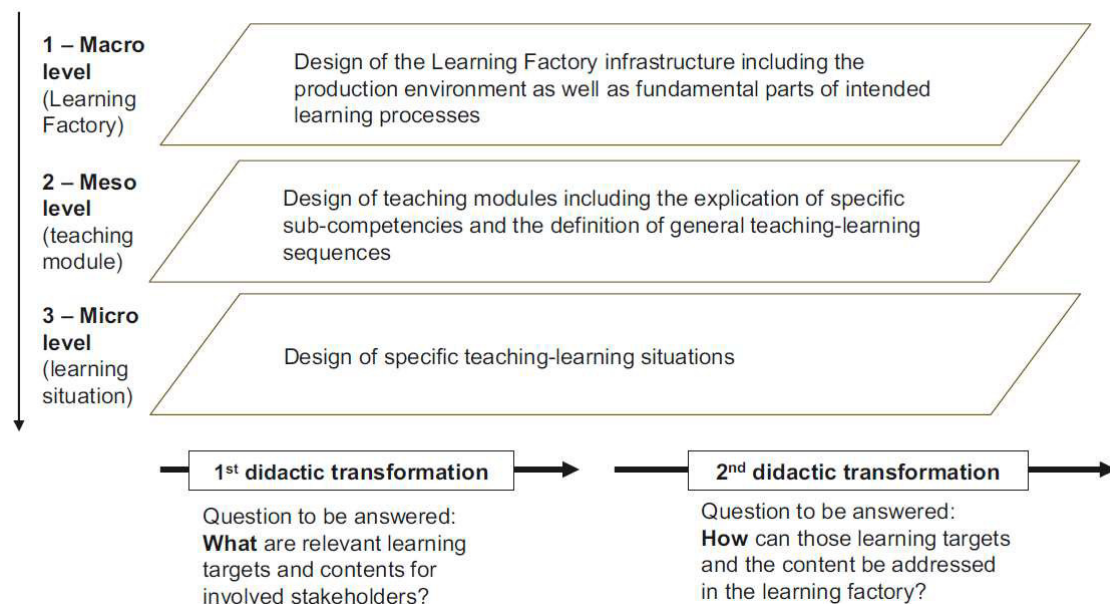 1 – Macro
level
(Learning
Factory)
Design of the Learning Factory infrastructure including the
production environment as well as fundamental parts of intended
learning processes
2 – Meso
level
(teaching
module)
Design of teaching modules including the explication of specific
sub-competencies and the definition of general teaching-learning
sequences
3 – Micro
level
(learning
situation)
Design of specific teaching-learning situations
1st didactic transformation
Question to be answered:
What are relevant learning
targets and contents for
involved stakeholders?
2nd didactic transformation
Question to be answered:
How can those learning targets
and the content be addressed
in the learning factory?